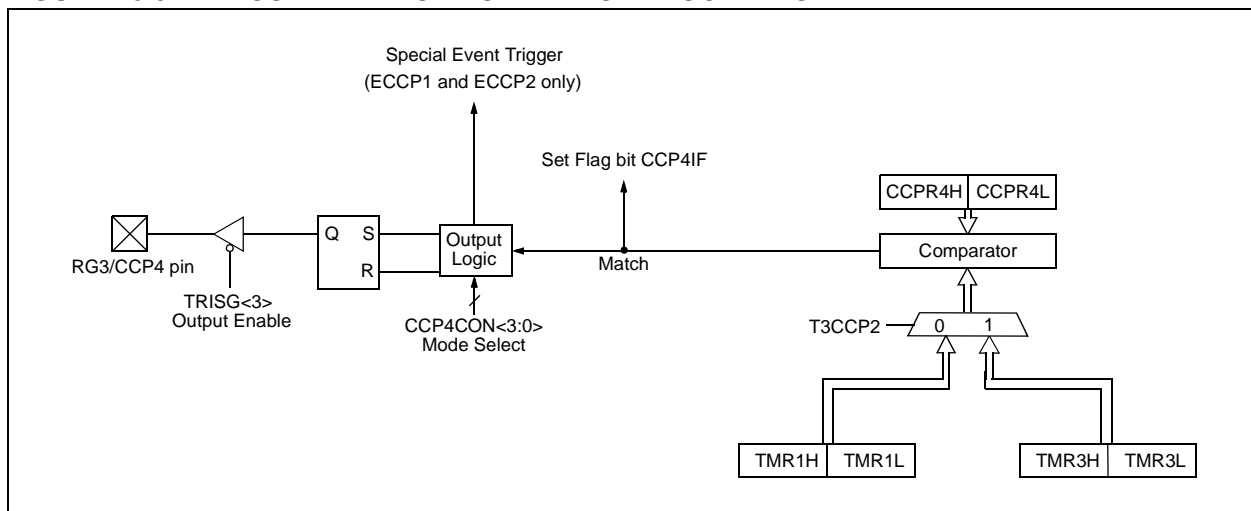 Special Event Trigger
(ECCP1 and ECCP2 only)
Set Flag bit CCP4IF
CCPR4H CCPR4L
Q S
R
Output
Logic
Comparator
Match
RG3/CCP4 pin
TRISG<3>
Output Enable
CCP4CON<3:0>
Mode Select
T3CCP2
0 1
TMR1H TMR1L
TMR3H TMR3L